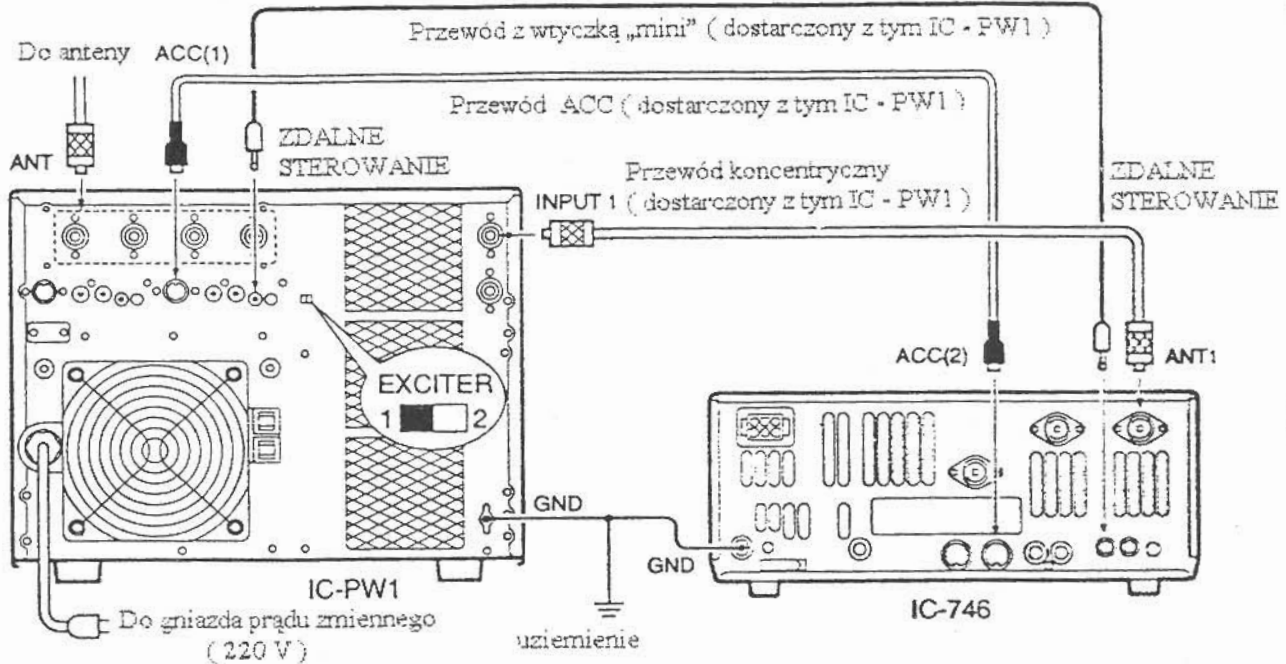 Przewód z wtyczką „mini” ( dostarczony z tym IC - PW1 )
Do anteny
ACC(1)
Przewód ACC ( dostarczony z tym IC - PW1 )
ANT
ZDALNE
STEROWANIE
Przewód koncentryczny
INPUT 1
( dostarczony z tym IC - PW1 )
ZDALNE
STEROWANIE
ACC(2)
ANT1
EXCITER
1
2
GND
GND
IC-PW1
IC-746
Do gniazda prądu zmiennego
( 220 V )
uziemienie